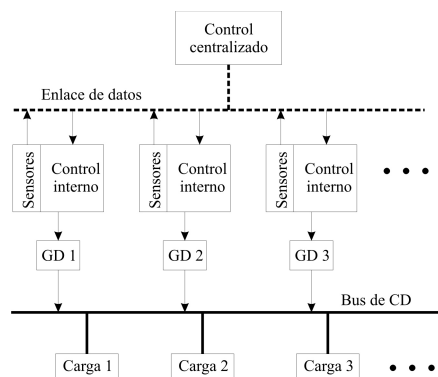 Control
centralizado
Enlace de datos
Sensores
Control
interno
Sensores
Control
interno
Sensores
Control
interno
GD 1
GD 2
GD 3
Bus de CD
Carga 1
Carga 2
Carga 3